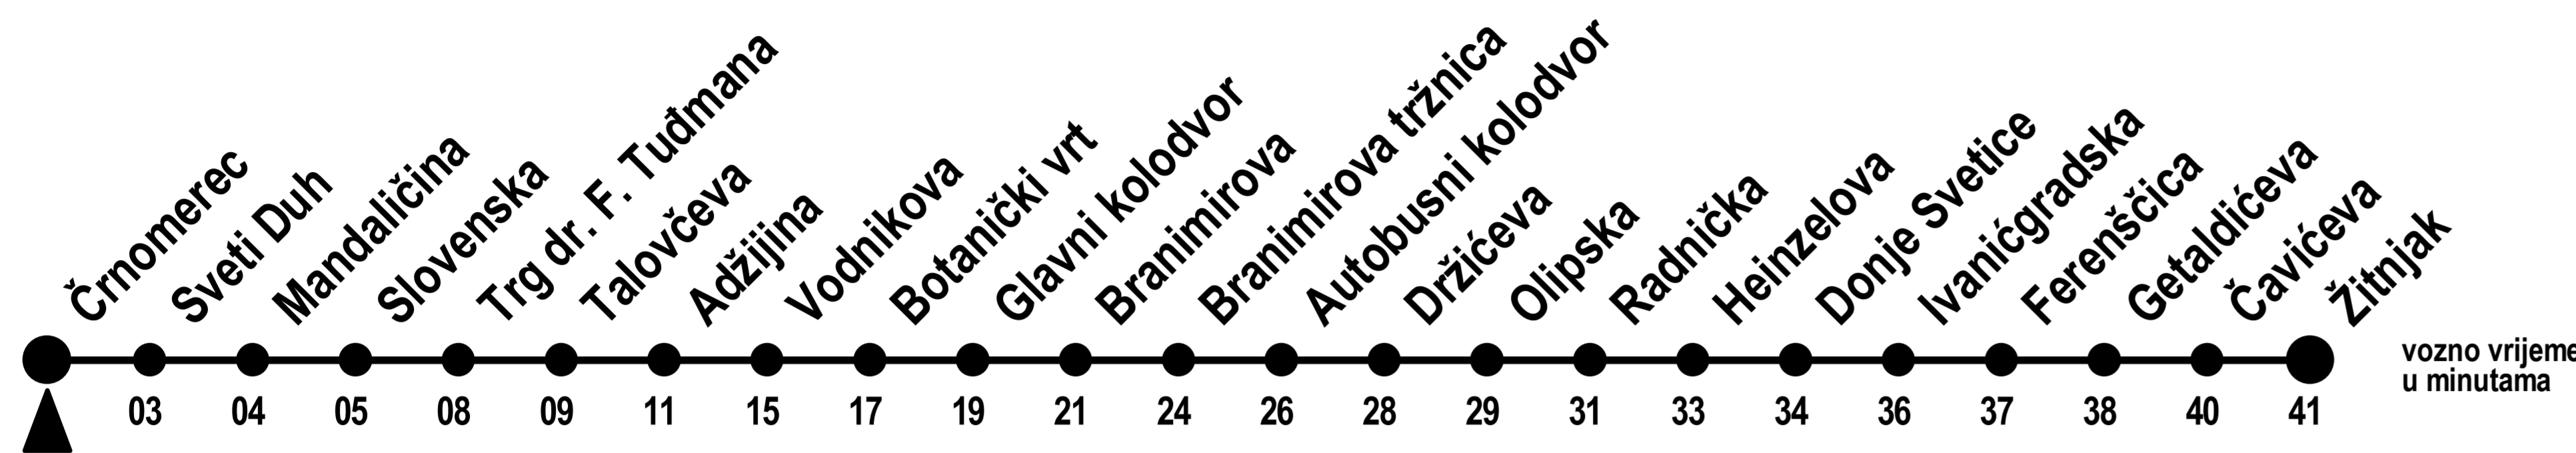 Črnomerec
Sveti Duh
Mandaličina
Slovenska
Trg dr. F. Tuđmana
Talovčeva
Adžijina
Vodnikova
Botanički vrt
Glavni kolodvor
Branimirova
Branimirova tržnica
Autobusni kolodvor
Držićeva
Olipska
Radnička
Heinzelova
Donje Svetice
Ivanićgradska
Ferenščica
Getaldićeva
Čavićeva
Žitnjak
vozno vrijeme
u minutama
03 04 05 08 09 11 15 17 19 21 24 26 28 29 31 33 34 36 37 38 40 41